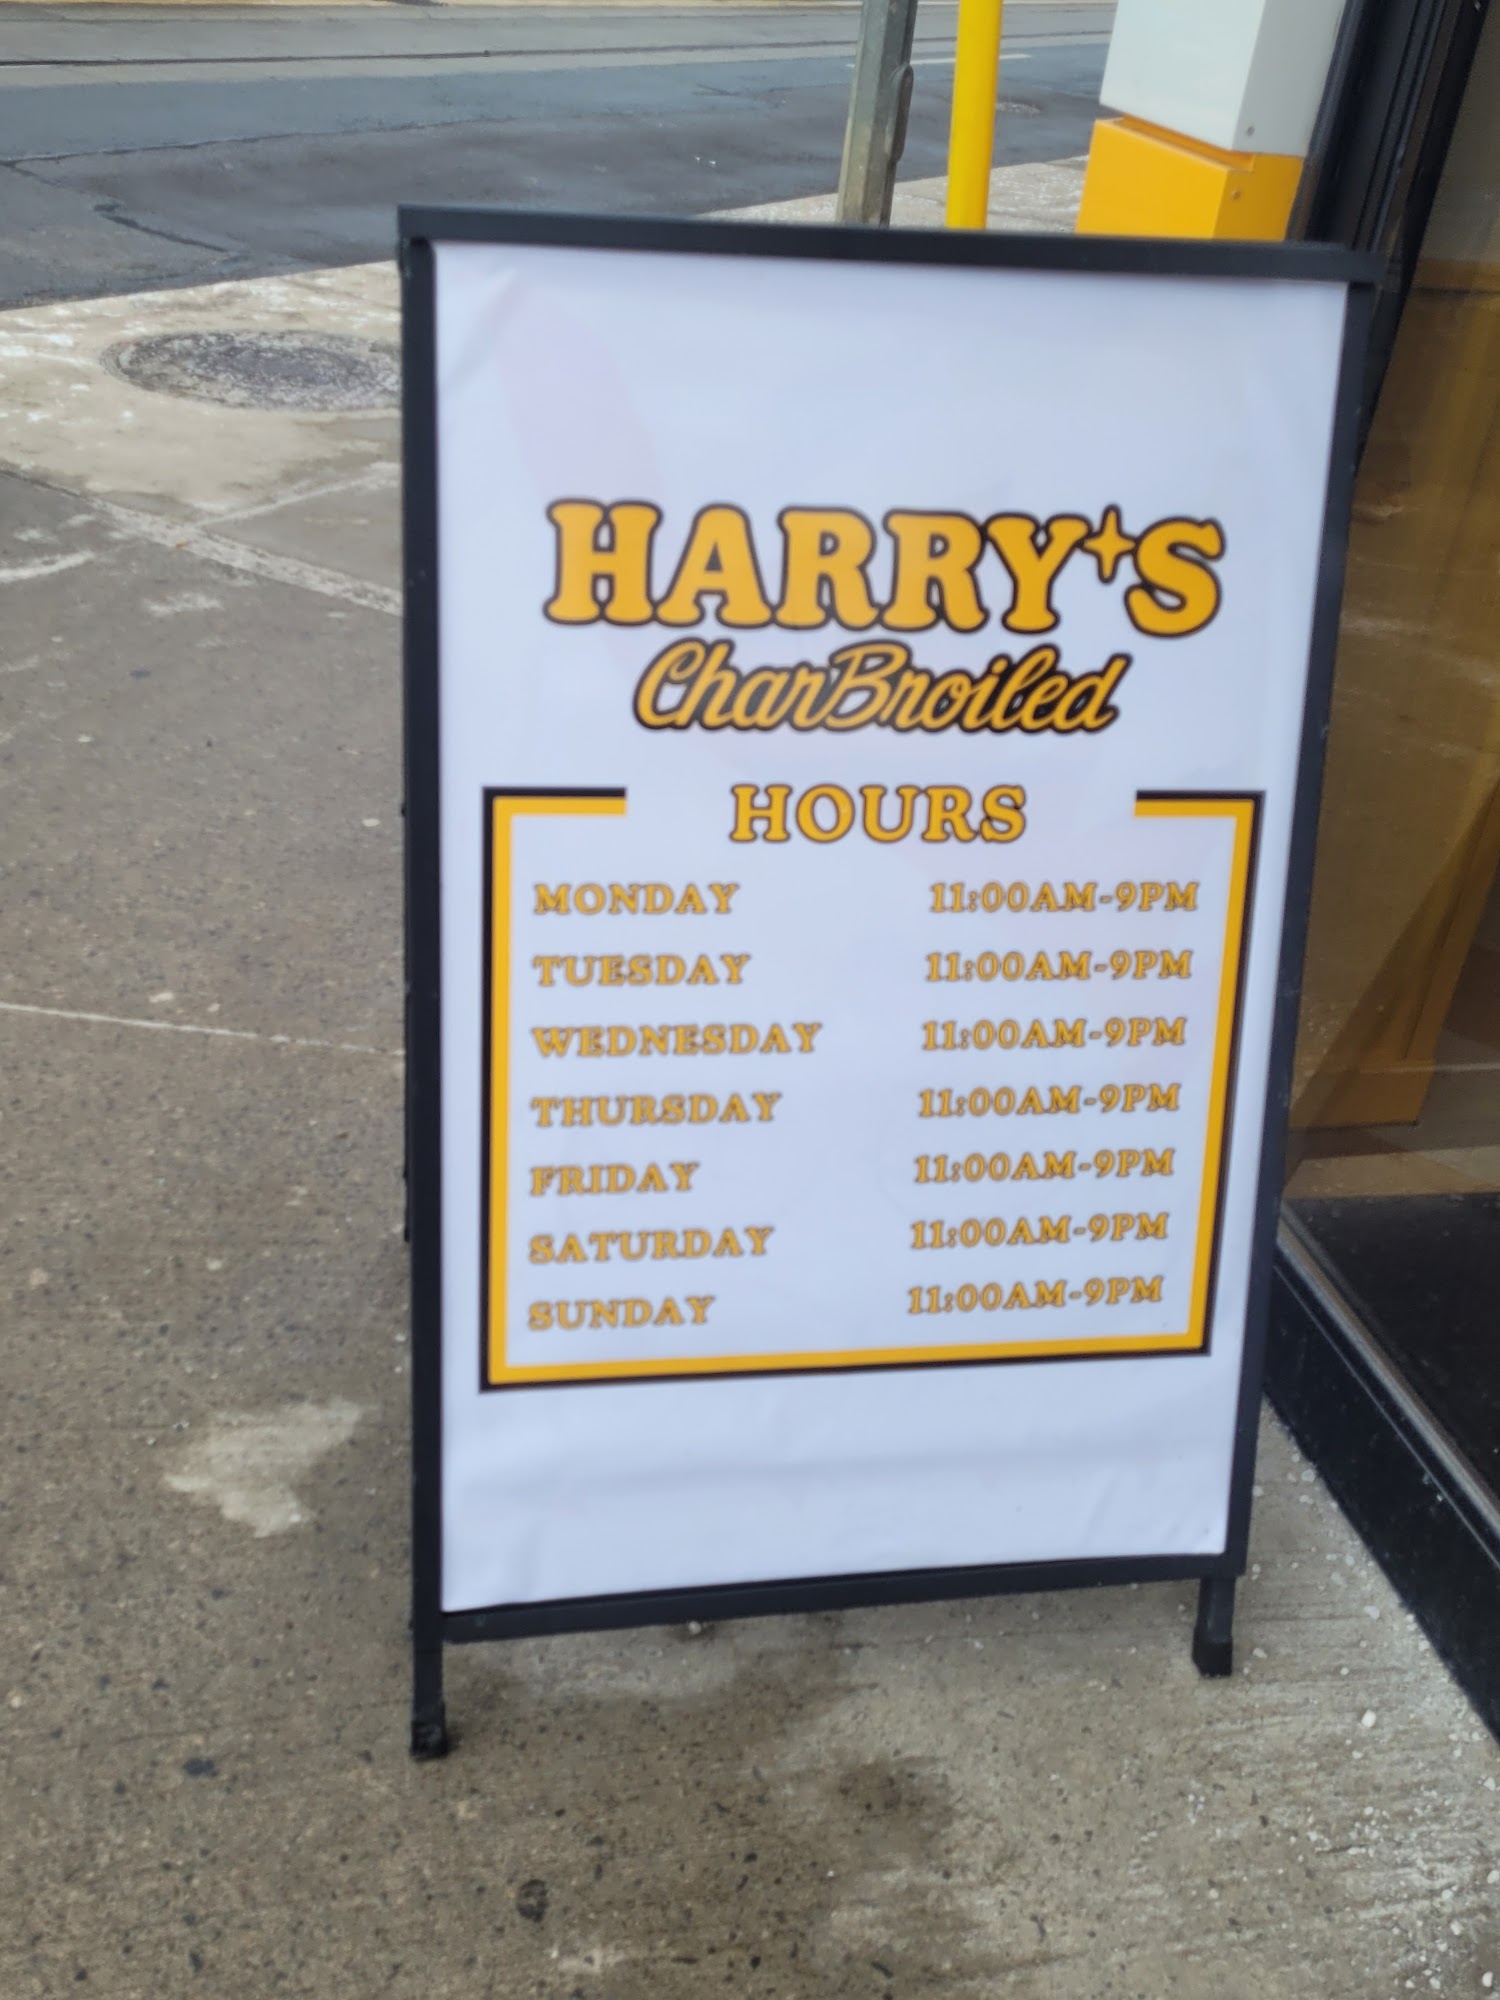 HARRY'S
CharBroiled
HOURS
MONDAY 11:00AM-9PM
TUESDAY 11:00AM-9PM
WEDNESDAY 11:00AM-9PM
THURSDAY 11:00AM-9PM
FRIDAY 11:00AM-9PM
SATURDAY 11:00AM-9PM
SUNDAY 11:00AM-9PM